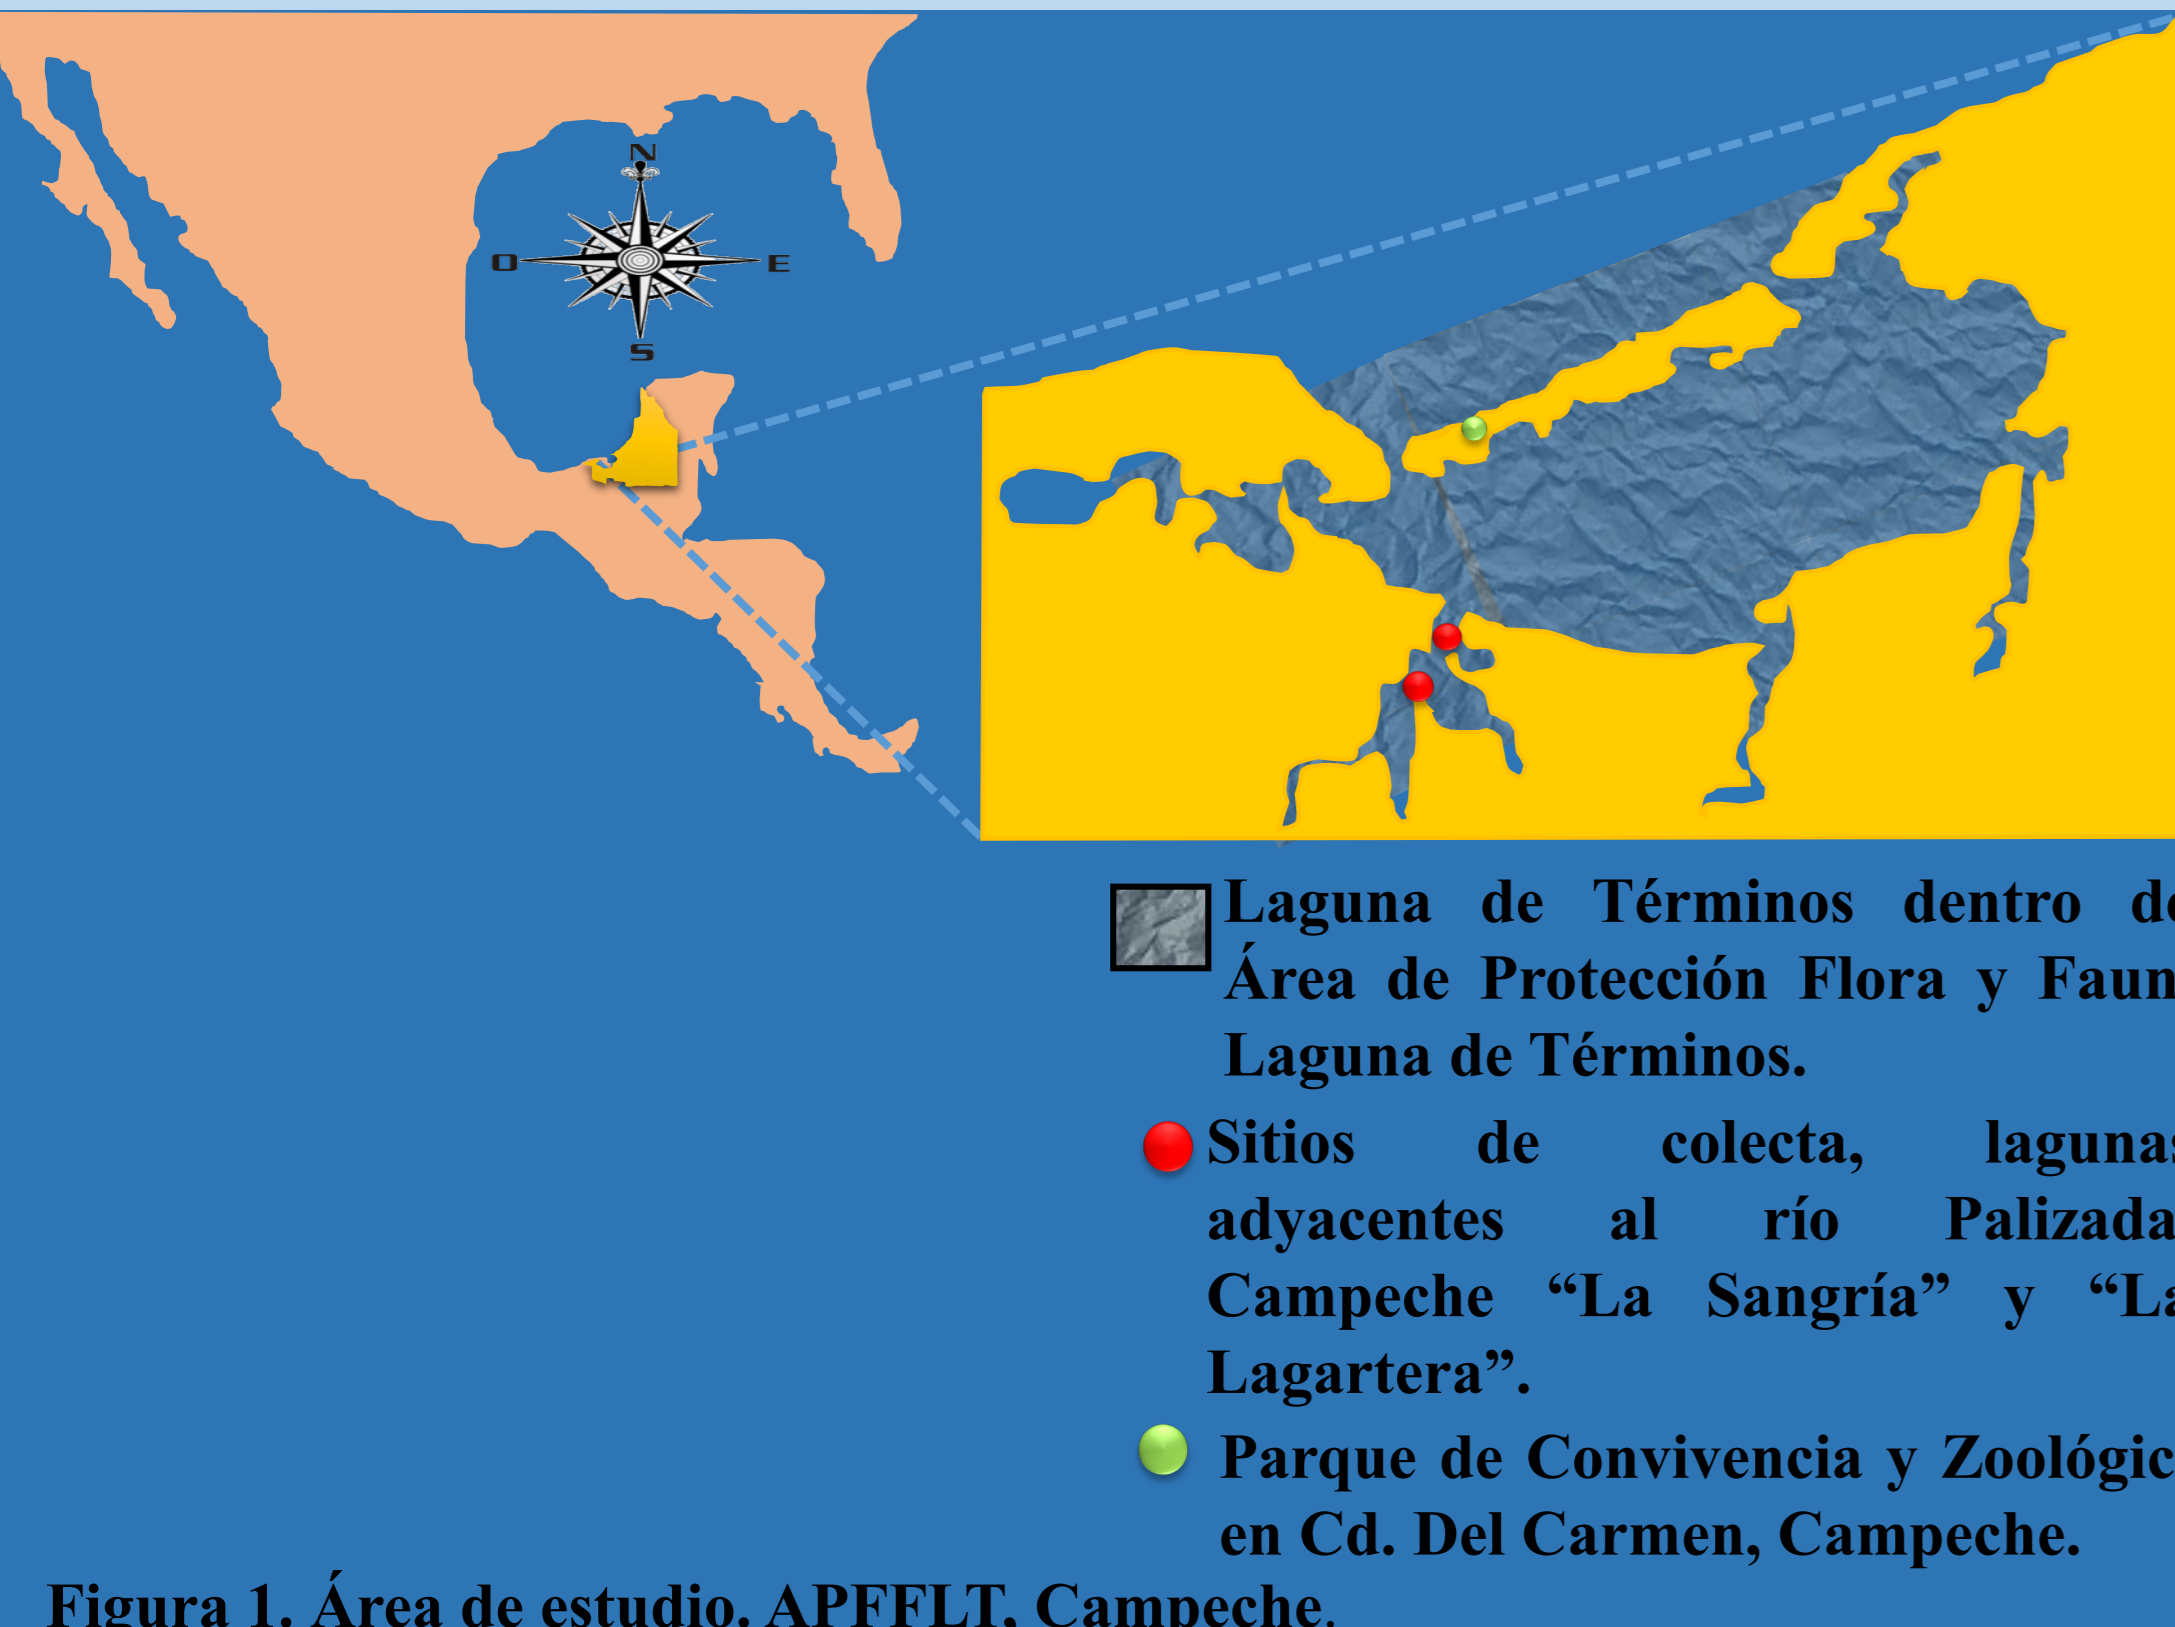 N
O
E
S
Laguna de Términos dentro de
Área de Protección Flora y Faun
Laguna de Términos.
Sitios de colecta, lagunas
adyacentes al río Palizada
Campeche “La Sangría” y “La
Lagartera”.
Parque de Convivencia y Zoológic
en Cd. Del Carmen, Campeche.
Figura 1. Área de estudio. APFFLT. Campeche.